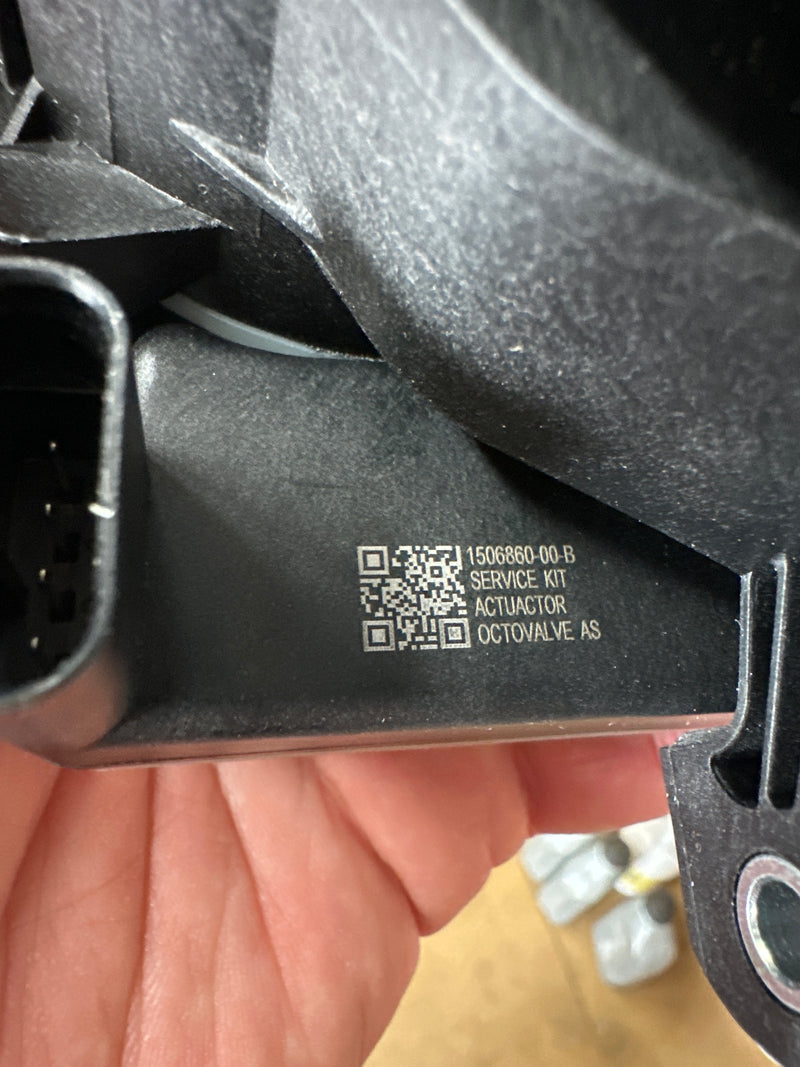 1506860-00-B
SERVICE KIT
ACTUACTOR
OCTOVALVE AS